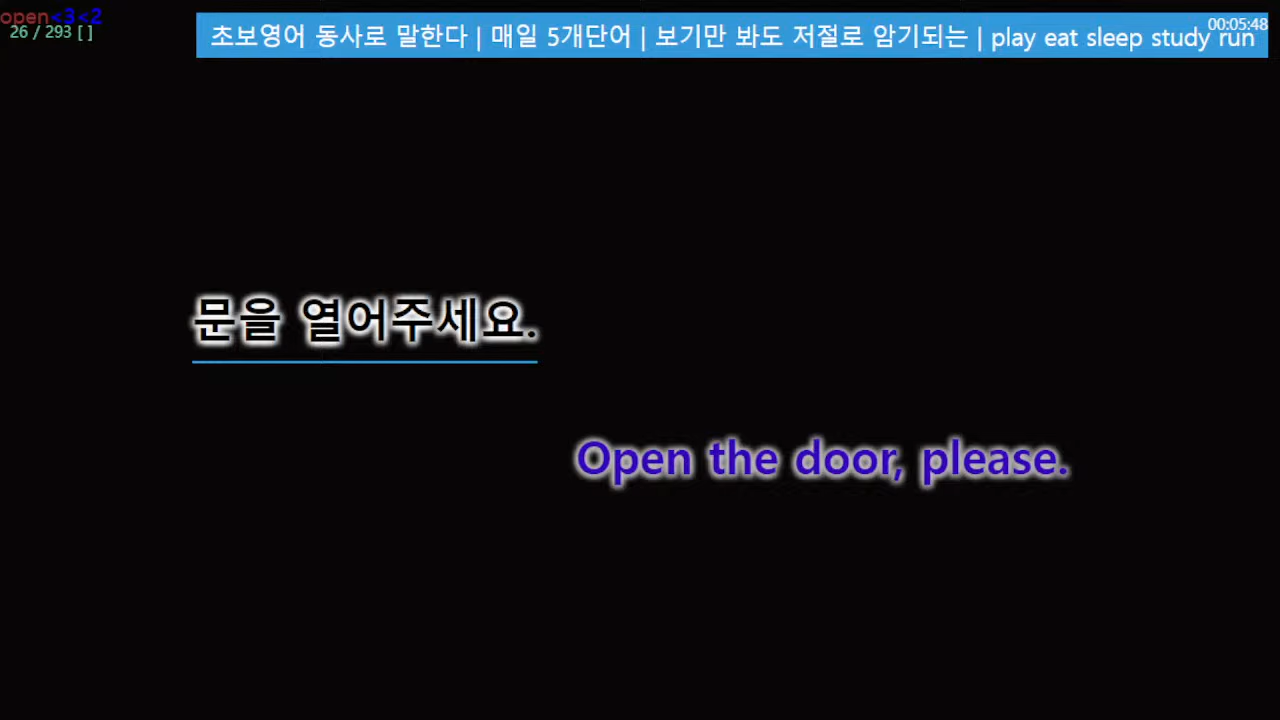 open<3<2
26 / 293 [ ]
00:05:48
초보영어 동사로 말한다 | 매일 5개단어 | 보기만 봐도 저절로 암기되는 | play eat sleep study run
문을 열어주세요.
Open the door, please.